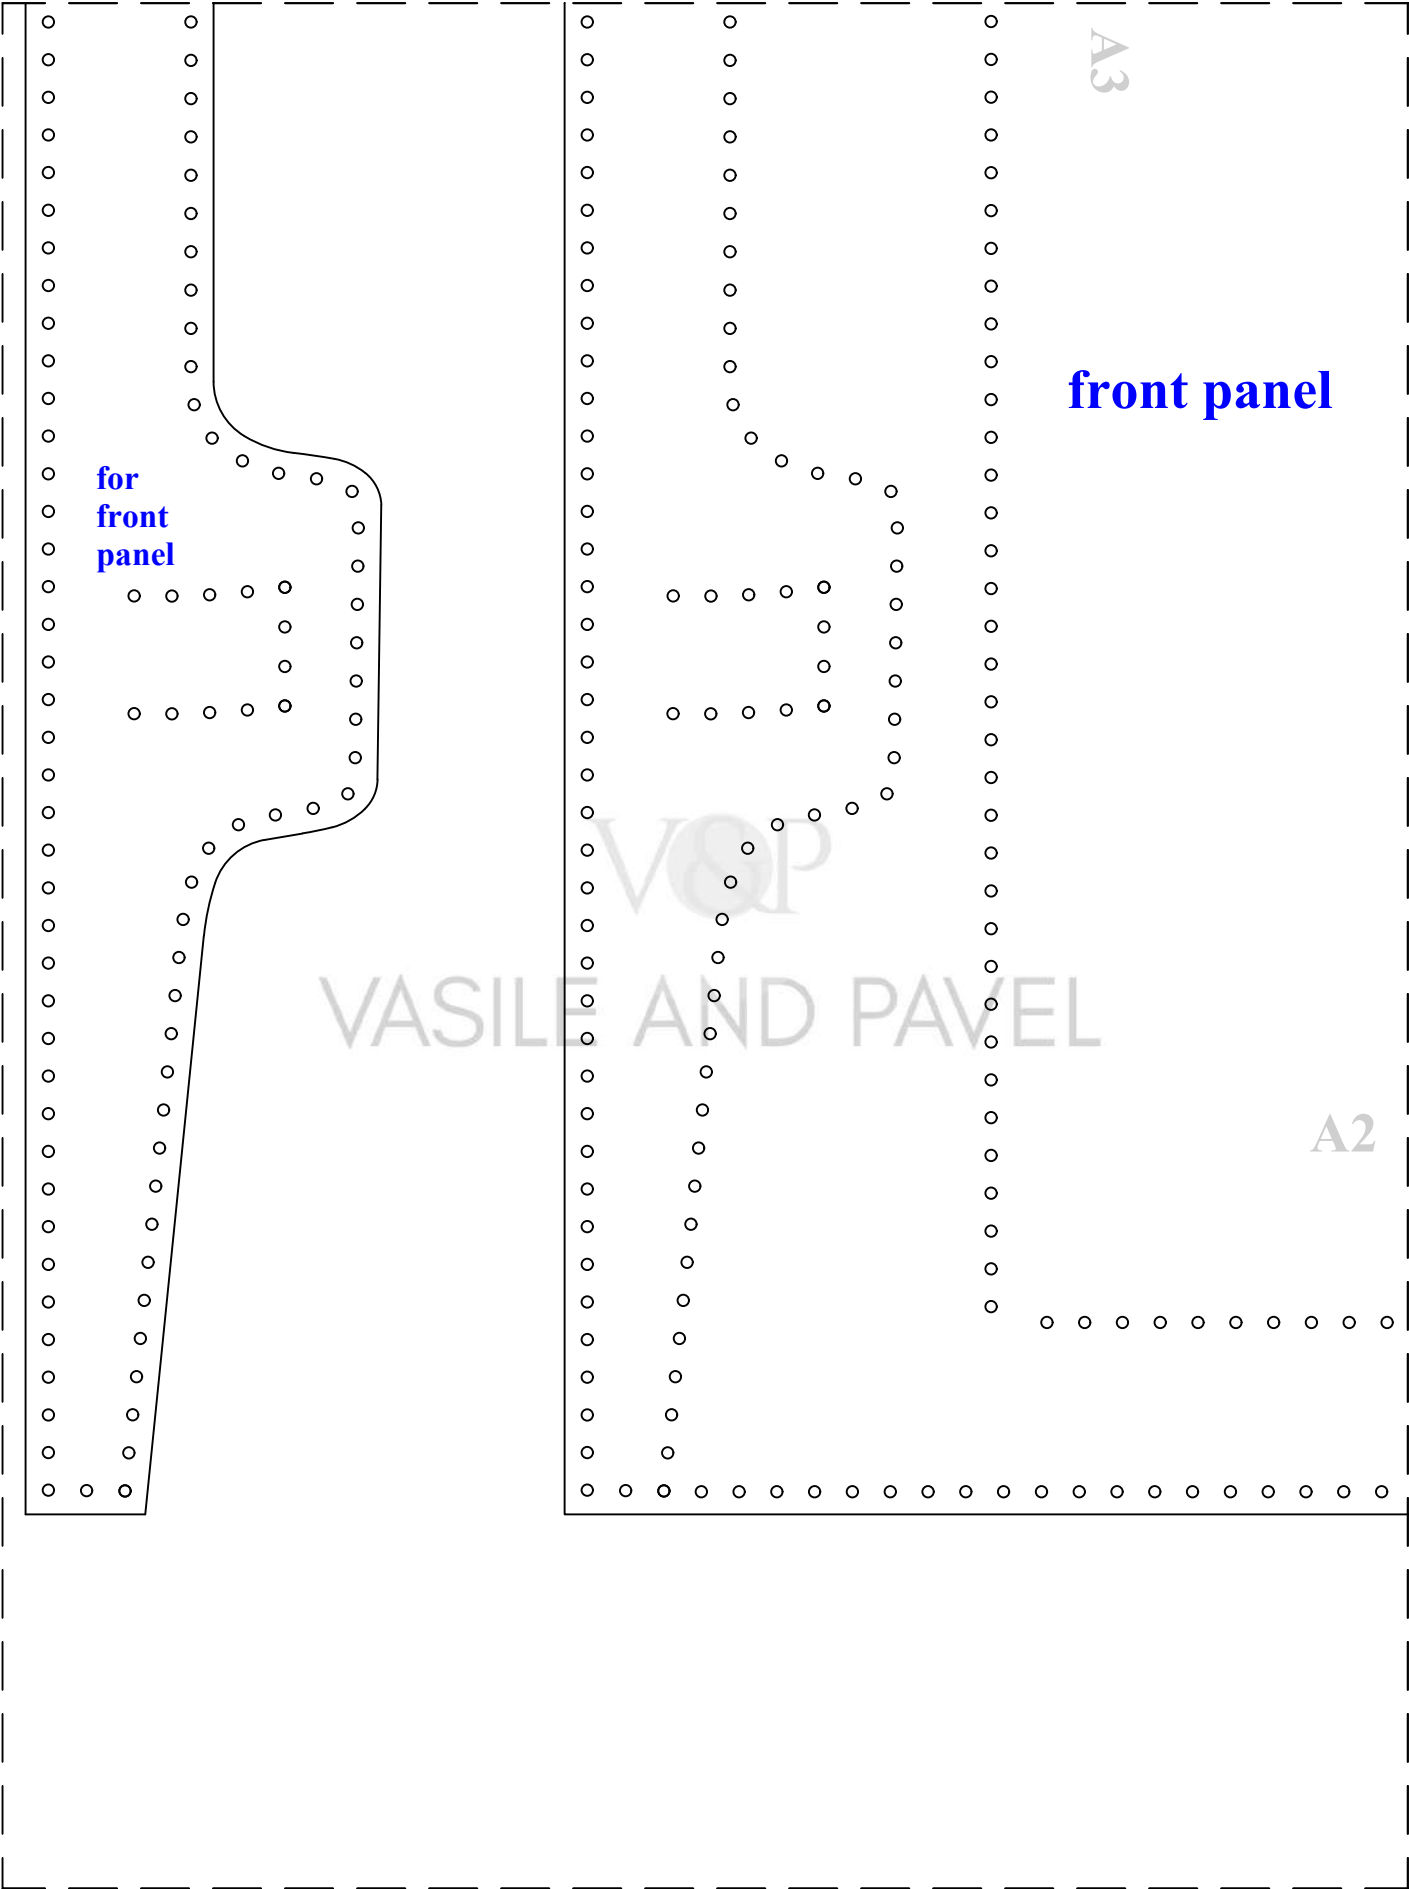 A3
front panel
for
front
panel
V&P
VASILE AND PAVEL
A2